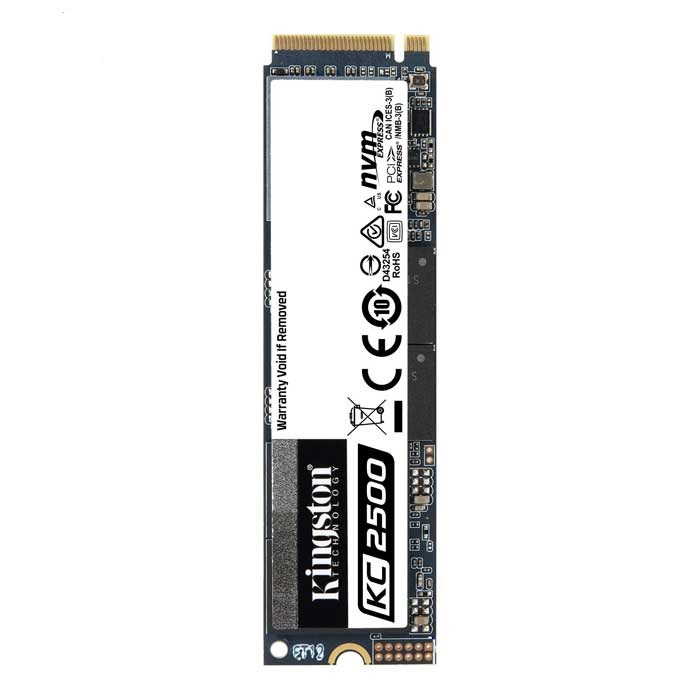 Kingston
TECHNOLOGY
KC2500
Warranty Void If Removed
nvm
EXPRESS®
CAN ICES-3(B)
/NMB-3(B)
PCI
EXPRESS®
FC
C US
D43254
RoHS
10
CE